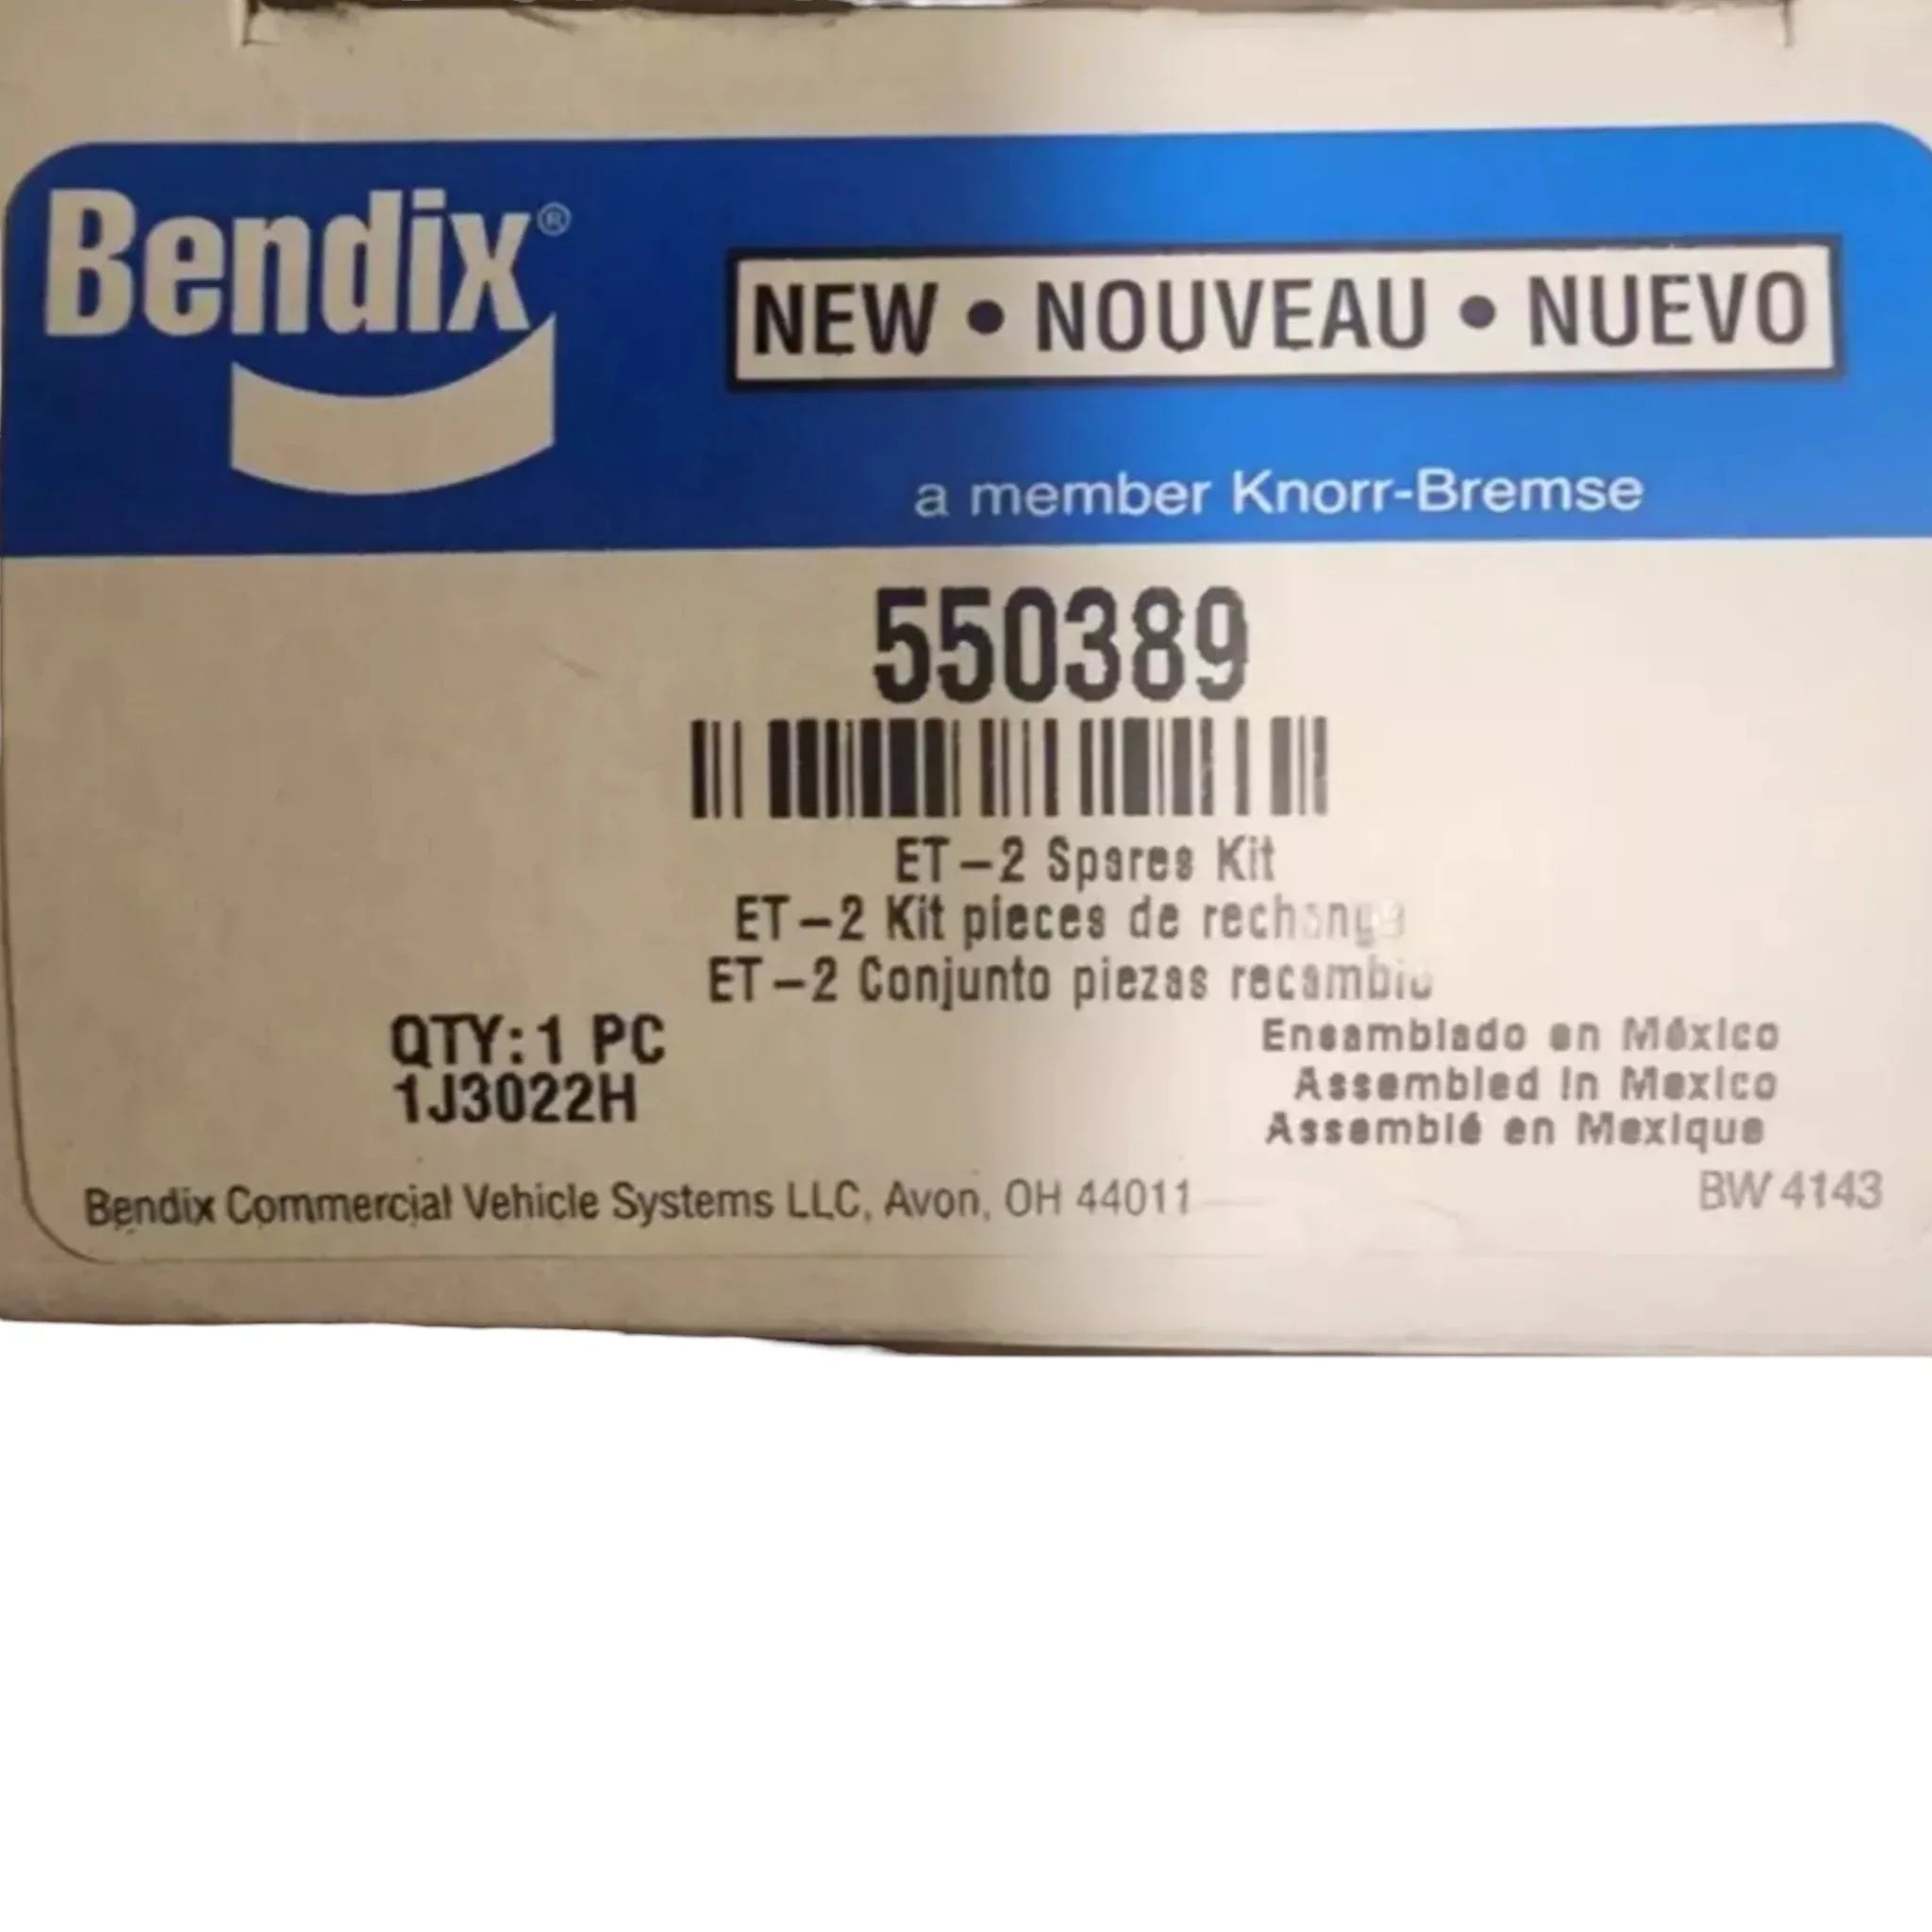 Bendix®
NEW • NOUVEAU • NUEVO
a member Knorr-Bremse
550389
ET-2 Spares Kit
ET-2 Kit pieces de rechange
ET-2 Conjunto piezas recambio
QTY: 1 PC
1J3022H
Ensamblado en México
Assembled in Mexico
Assemblé en Mexique
Bendix Commercial Vehicle Systems LLC, Avon, OH 44011
BW 4143